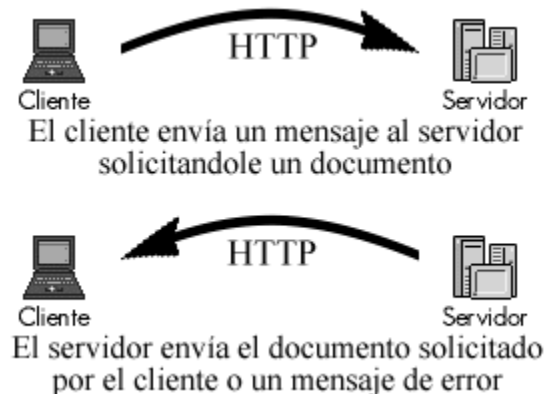 HTTP
Cliente Servidor
El cliente envía un mensaje al servidor
solicitandole un documento
HTTP
Cliente Servidor
El servidor envía el documento solicitado
por el cliente o un mensaje de error